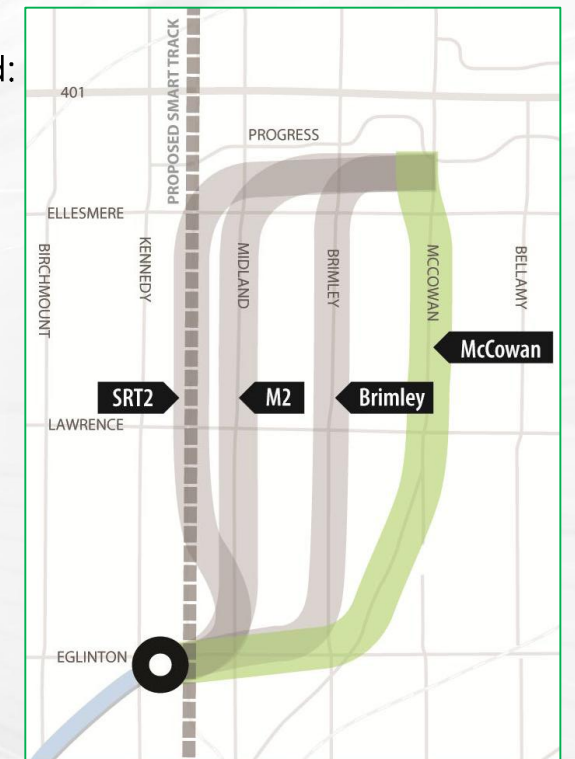 d:
PROPOSED SMART TRACK
401
PROGRESS
ELLESMERE
BIRCHMOUNT
KENNEDY
MIDLAND
BRIMLEY
MCCOWAN
BELLAMY
McCowan
SRT2
M2
Brimley
LAWRENCE
EGLINTON